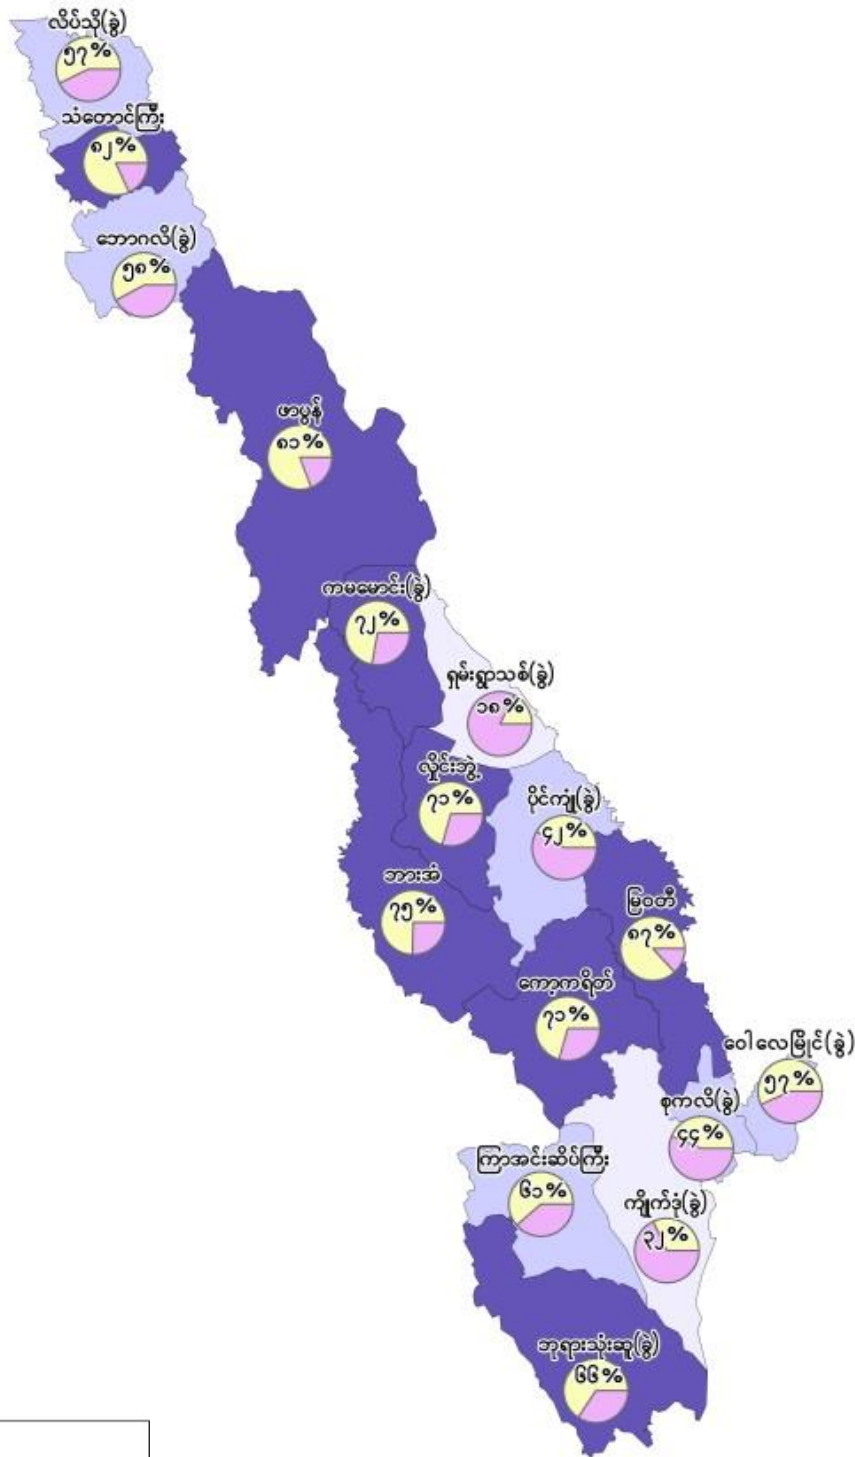 လိပ်သို(ခွဲ)
၅၇%
သံတောင်ကြီး
၈၂%
ဘောဂလိ(ခွဲ)
၅၈%
ဖာပွန်
၈၁%
ကမမောင်း(ခွဲ)
၇၂%
ရှမ်းရွာသစ်(ခွဲ)
၁၈%
လှိုင်းဘွဲ့
၇၁%
ပိုင်ကျုံ(ခွဲ)
၄၂%
ဘားအံ
၇၅%
မြဝတီ
၈၇%
ကော့ကရိတ်
၇၁%
ဝေါလေမြိုင်(ခွဲ)
၅၇%
စုကလိ(ခွဲ)
၄၄%
ကြာအင်းဆိပ်ကြီး
၆၁%
ကျိုက်ဒုံ(ခွဲ)
၃၂%
ဘုရားသုံးဆူ(ခွဲ)
၆၆%